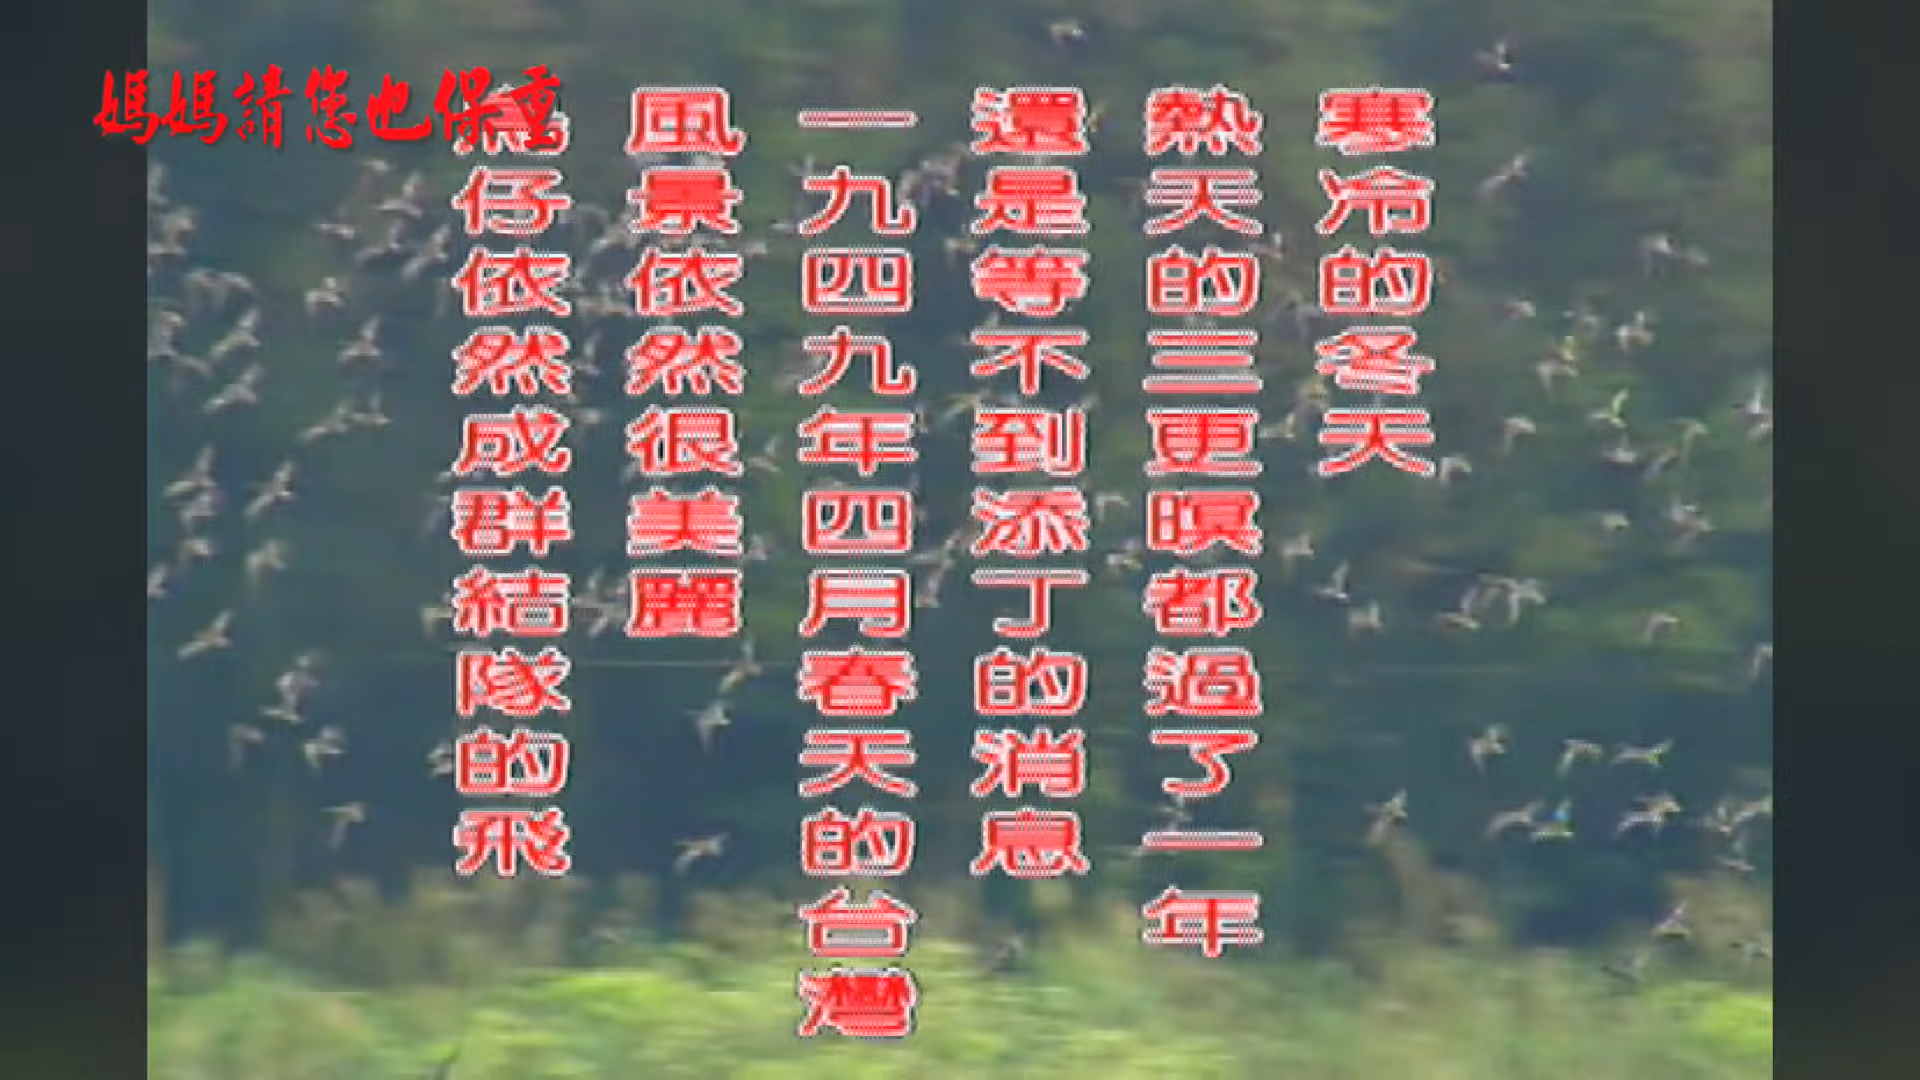 媽媽請您也保重
寒冷的冬天
熱天的三更暝都過了一年
還是等不到添丁的消息
一九四九年四月春天的台灣
風景依然很美麗
鳥仔依然成群結隊的飛